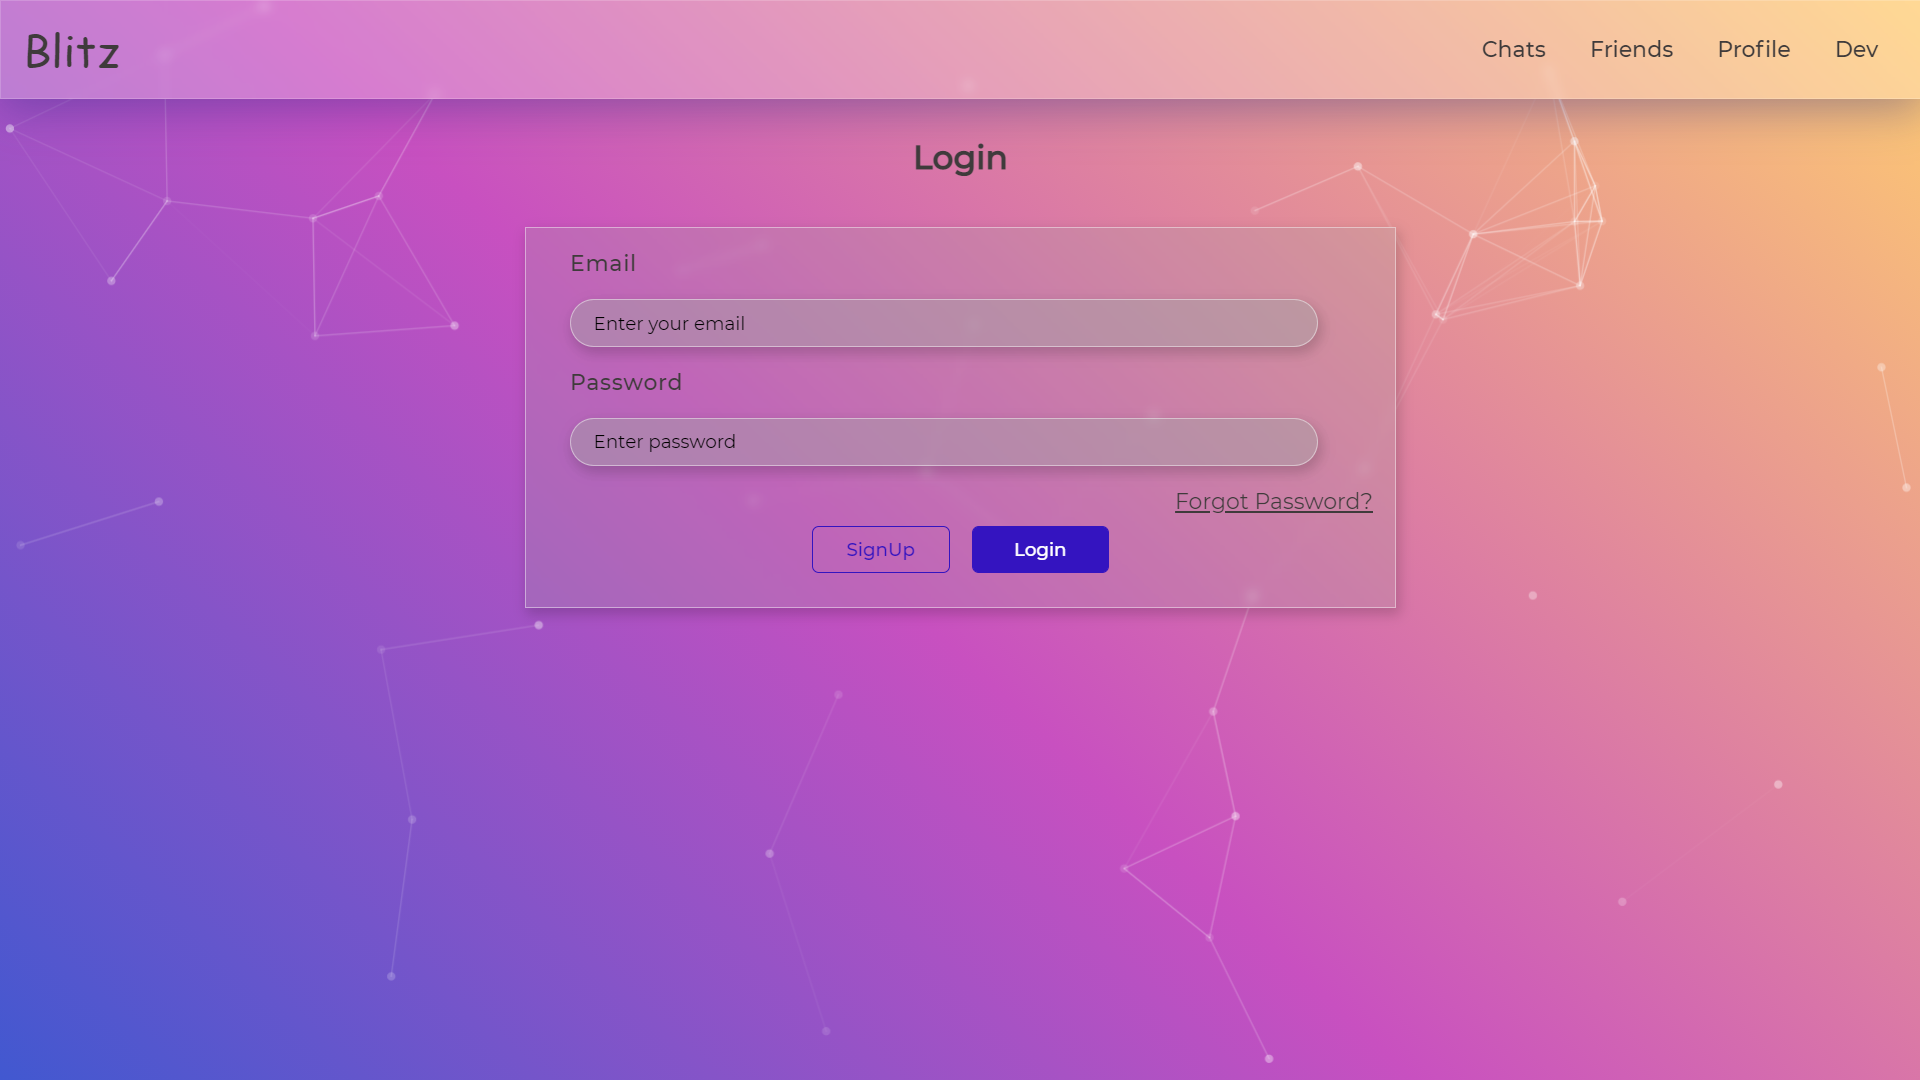 Blitz
Chats Friends Profile Dev
Login
Email
Enter your email
Password
Enter password
Forgot Password?
SignUp Login